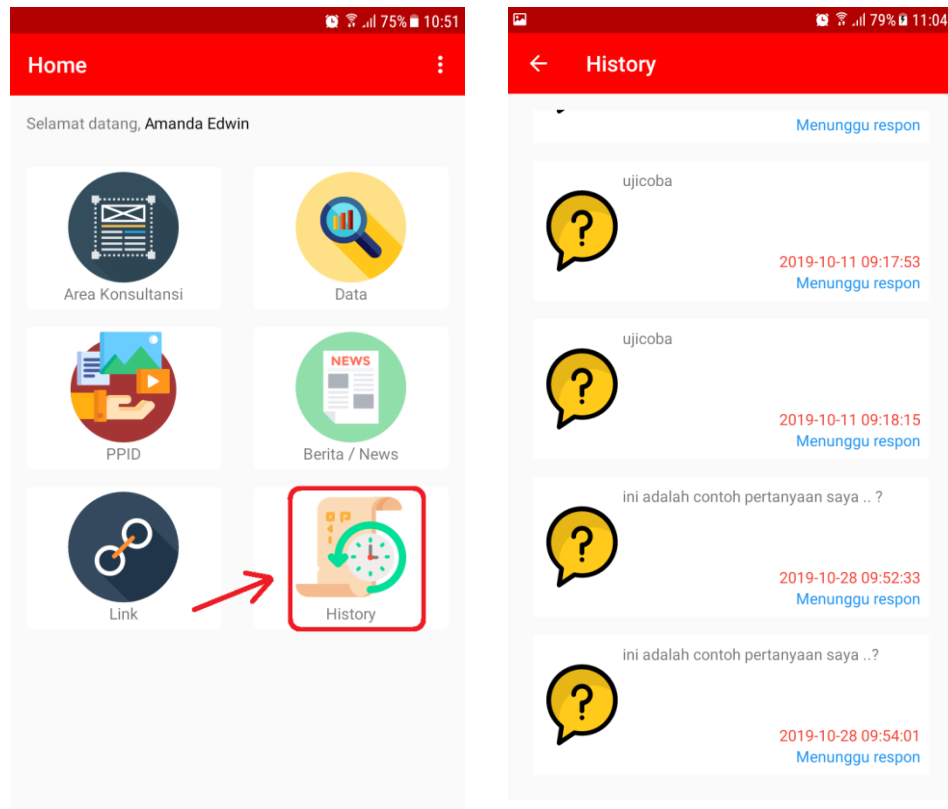 75% 10:51
Home
Selamat datang, Amanda Edwin
Area Konsultansi
Data
NEWS
PPID
Berita / News
Link
History
79% 11:04
History
Menunggu respon
ujicoba
2019-10-11 09:17:53
Menunggu respon
ujicoba
2019-10-11 09:18:15
Menunggu respon
ini adalah contoh pertanyaan saya .. ?
2019-10-28 09:52:33
Menunggu respon
ini adalah contoh pertanyaan saya ..?
2019-10-28 09:54:01
Menunggu respon